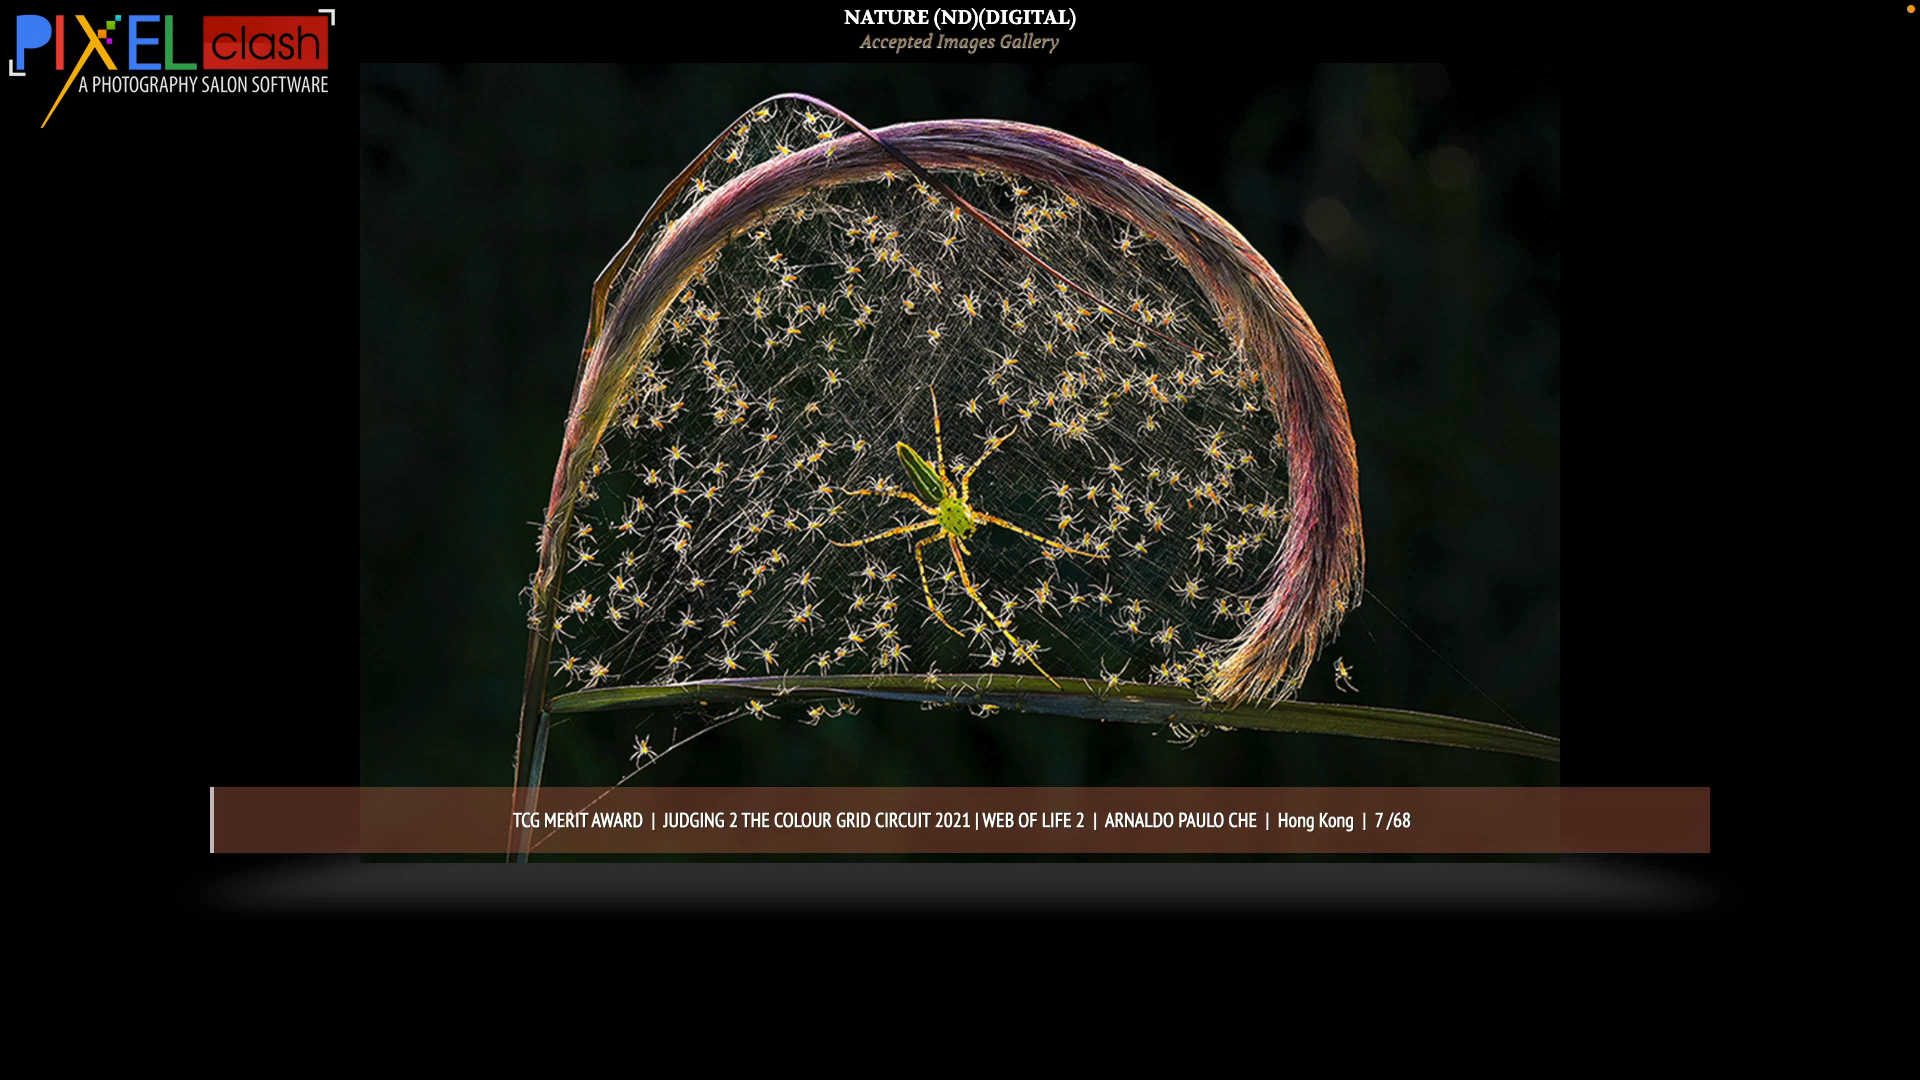 PIXEL clash
A PHOTOGRAPHY SALON SOFTWARE
NATURE (ND)(DIGITAL)
Accepted Images Gallery
TCG MERIT AWARD | JUDGING 2 THE COLOUR GRID CIRCUIT 2021 | WEB OF LIFE 2 | ARNALDO PAULO CHE | Hong Kong | 7 /68